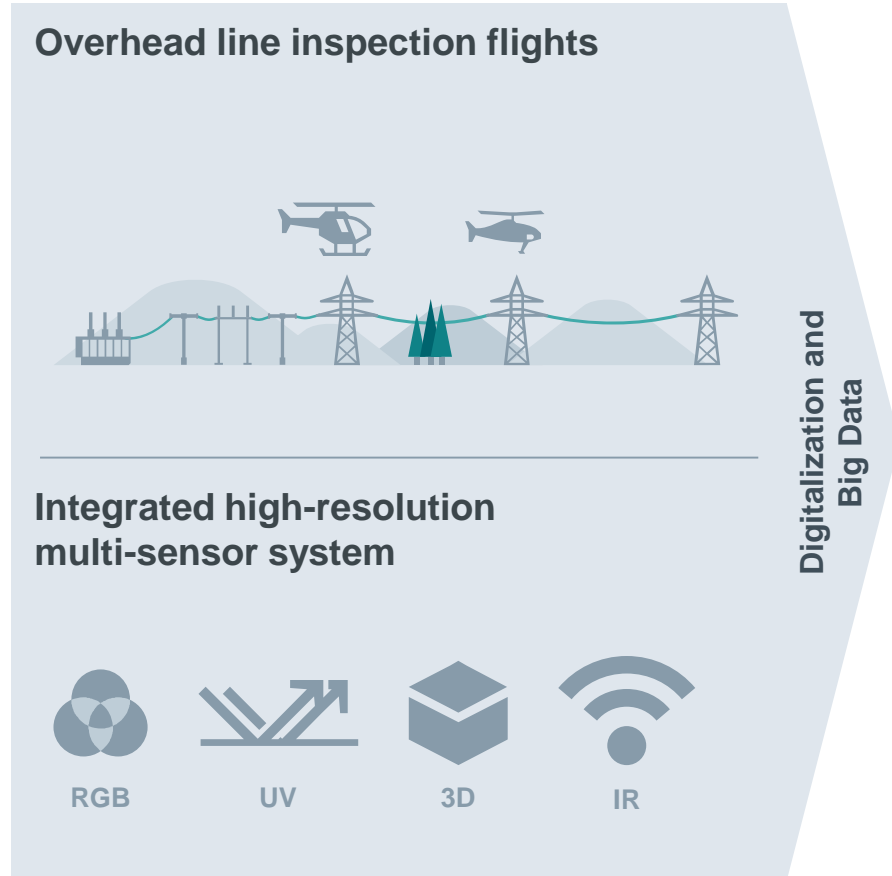 Overhead line inspection flights
Integrated high-resolution
multi-sensor system
RGB
UV
3D
IR
Digitalization and
Big Data